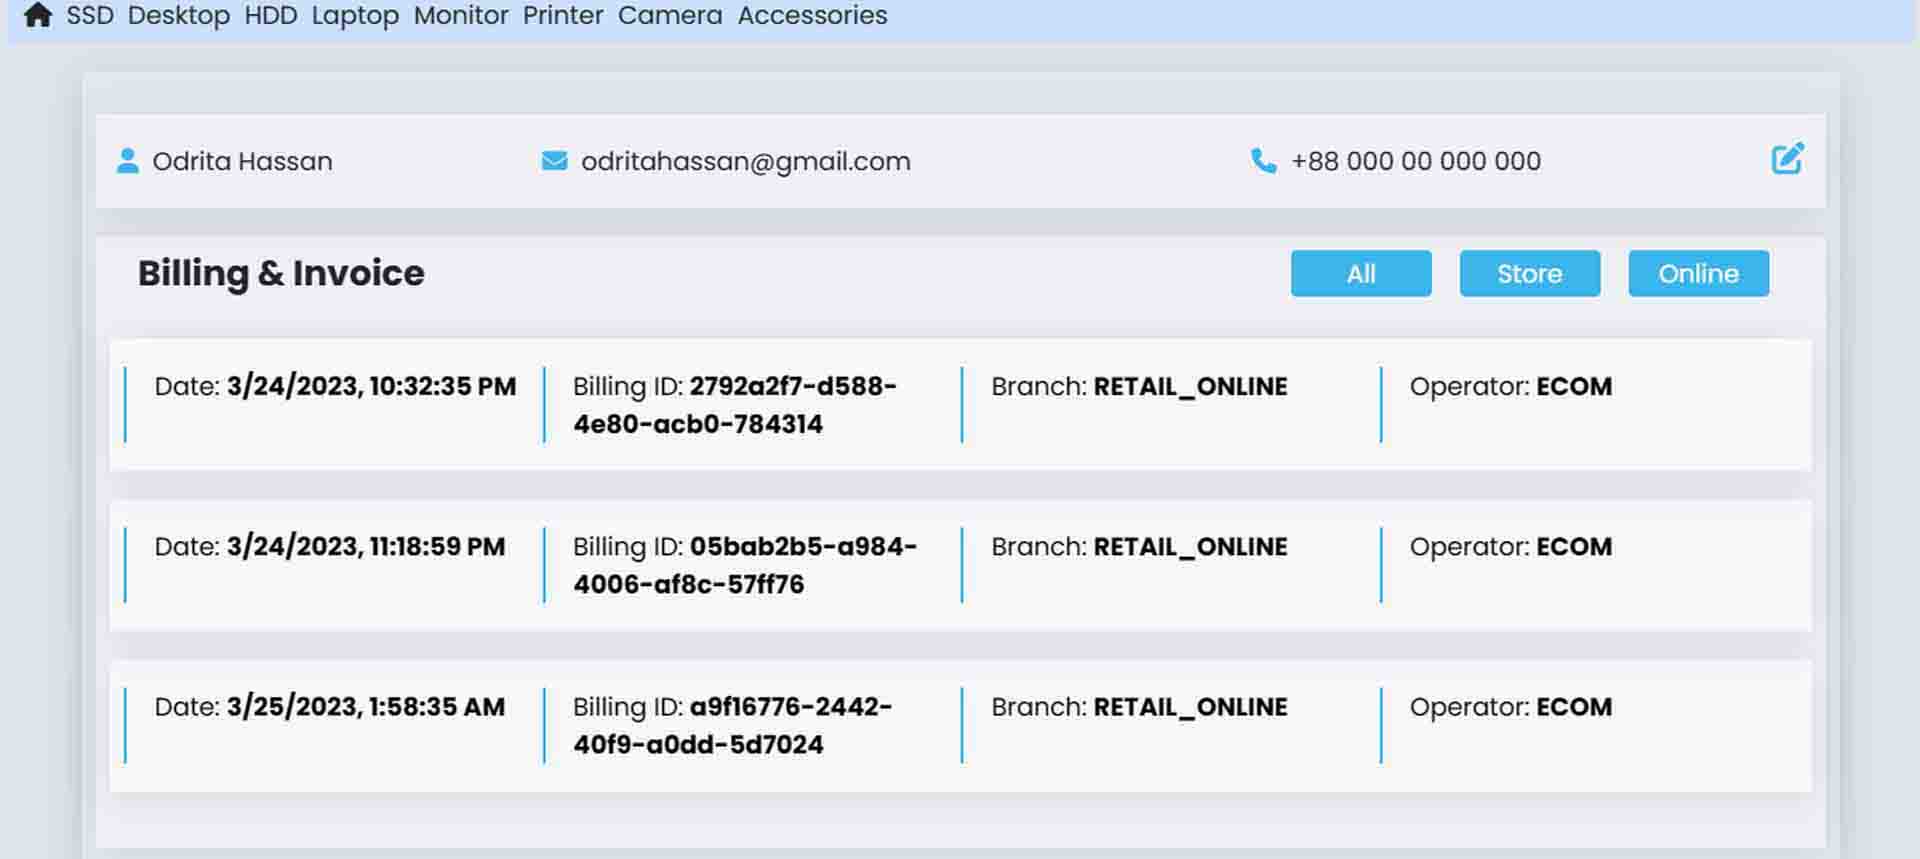 SSD Desktop HDD Laptop Monitor Printer Camera Accessories
Odrita Hassan odritahassan@gmail.com +88 000 00 000 000
Billing & Invoice All Store Online
Date: 3/24/2023, 10:32:35 PM Billing ID: 2792a2f7-d588- Branch: RETAIL_ONLINE Operator: ECOM
4e80-acb0-784314
Date: 3/24/2023, 11:18:59 PM Billing ID: 05bab2b5-a984- Branch: RETAIL_ONLINE Operator: ECOM
4006-af8c-57ff76
Date: 3/25/2023, 1:58:35 AM Billing ID: a9f16776-2442- Branch: RETAIL_ONLINE Operator: ECOM
40f9-a0dd-5d7024